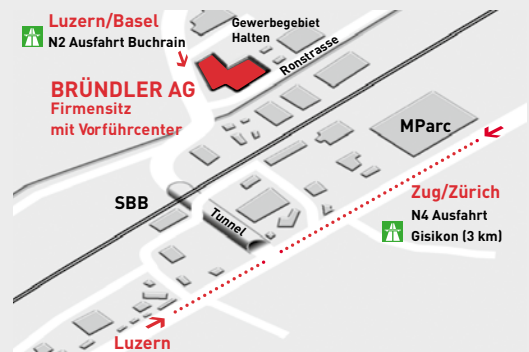 Luzern/Basel
N2 Ausfahrt Buchrain
Gewerbegebiet
Halten
Ronstrasse
BRÜNDLER AG
Firmensitz
mit Vorführcenter
MParc
SBB
Tunnel
Zug/Zürich
N4 Ausfahrt
Gisikon (3 km)
Luzern